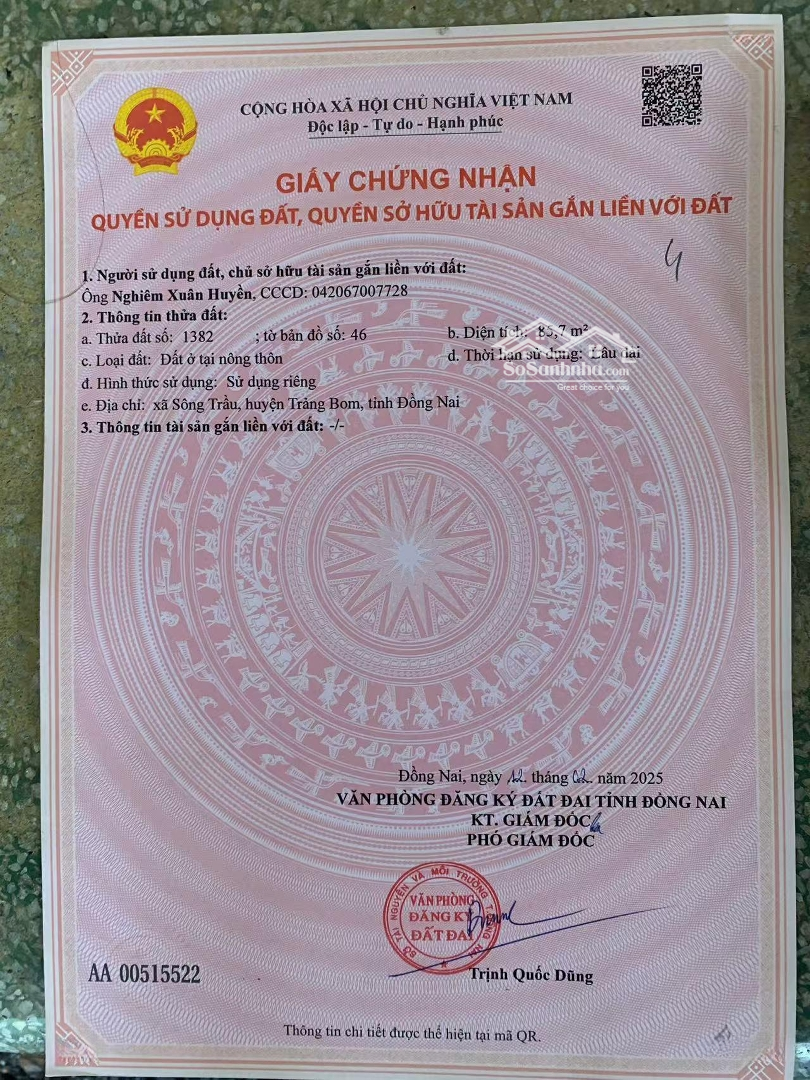 CỘNG HÒA XÃ HỘI CHỦ NGHĨA VIỆT NAM
Độc lập - Tự do - Hạnh phúc
GIẤY CHỨNG NHẬN
QUYỀN SỬ DỤNG ĐẤT, QUYỀN SỞ HỮU TÀI SẢN GẮN LIỀN VỚI ĐẤT
4
1. Người sử dụng đất, chủ sở hữu tài sản gắn liền với đất:
Ông Nghiêm Xuân Huyền, CCCD: 042067007728
2. Thông tin thửa đất:
a. Thửa đất số: 1382 ; tờ bản đồ số: 46 b. Diện tích: 85,7 m²
c. Loại đất: Đất ở tại nông thôn d. Thời hạn sử dụng: Lâu dài
SoSanhnha.com
Great choice for you
đ. Hình thức sử dụng: Sử dụng riêng
e. Địa chỉ: xã Sông Trầu, huyện Trảng Bom, tỉnh Đồng Nai
3. Thông tin tài sản gắn liền với đất: -/-
Đồng Nai, ngày 12 tháng 02 năm 2025
VĂN PHÒNG ĐĂNG KÝ ĐẤT ĐAI TỈNH ĐỒNG NAI
KT. GIÁM ĐỐC
PHÓ GIÁM ĐỐC
SỞ TÀI NGUYÊN VÀ MÔI TRƯỜNG
VĂN PHÒNG
ĐĂNG KÝ
ĐẤT ĐAI
AA 00515522
Trịnh Quốc Dũng
Thông tin chi tiết được thể hiện tại mã QR.